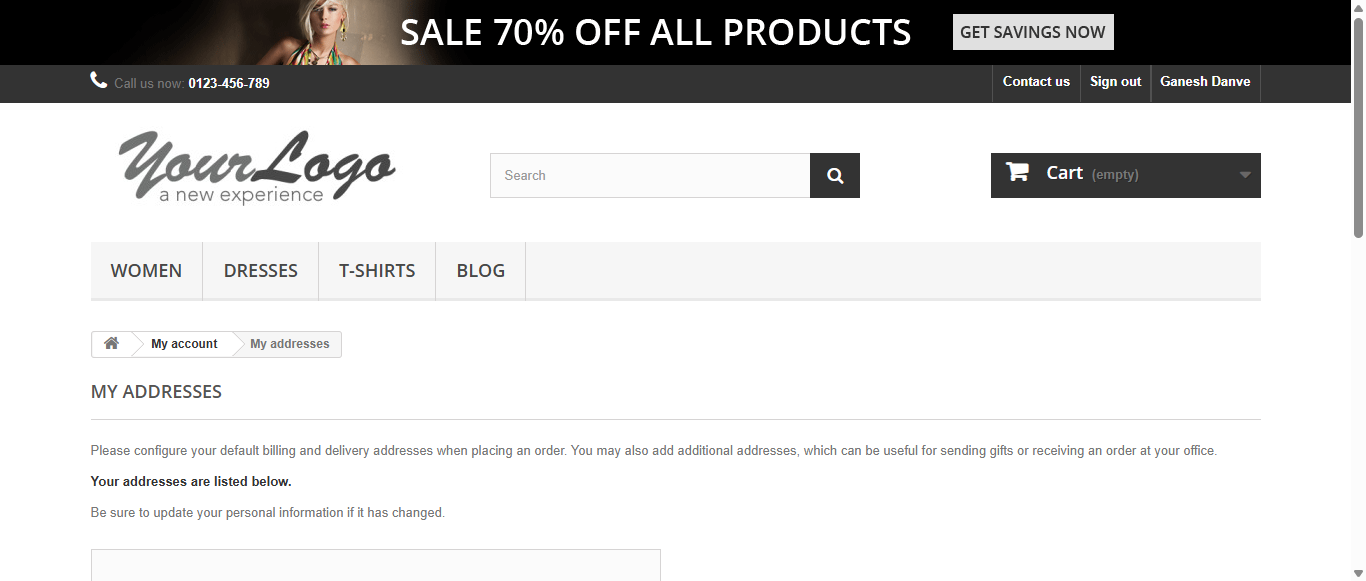 SALE 70% OFF ALL PRODUCTS GET SAVINGS NOW
Call us now: 0123-456-789 Contact us Sign out Ganesh Danve
YourLogo
a new experience
Search
Cart (empty)
WOMEN DRESSES T-SHIRTS BLOG
My account My addresses
MY ADDRESSES
Please configure your default billing and delivery addresses when placing an order. You may also add additional addresses, which can be useful for sending gifts or receiving an order at your office.
Your addresses are listed below.
Be sure to update your personal information if it has changed.